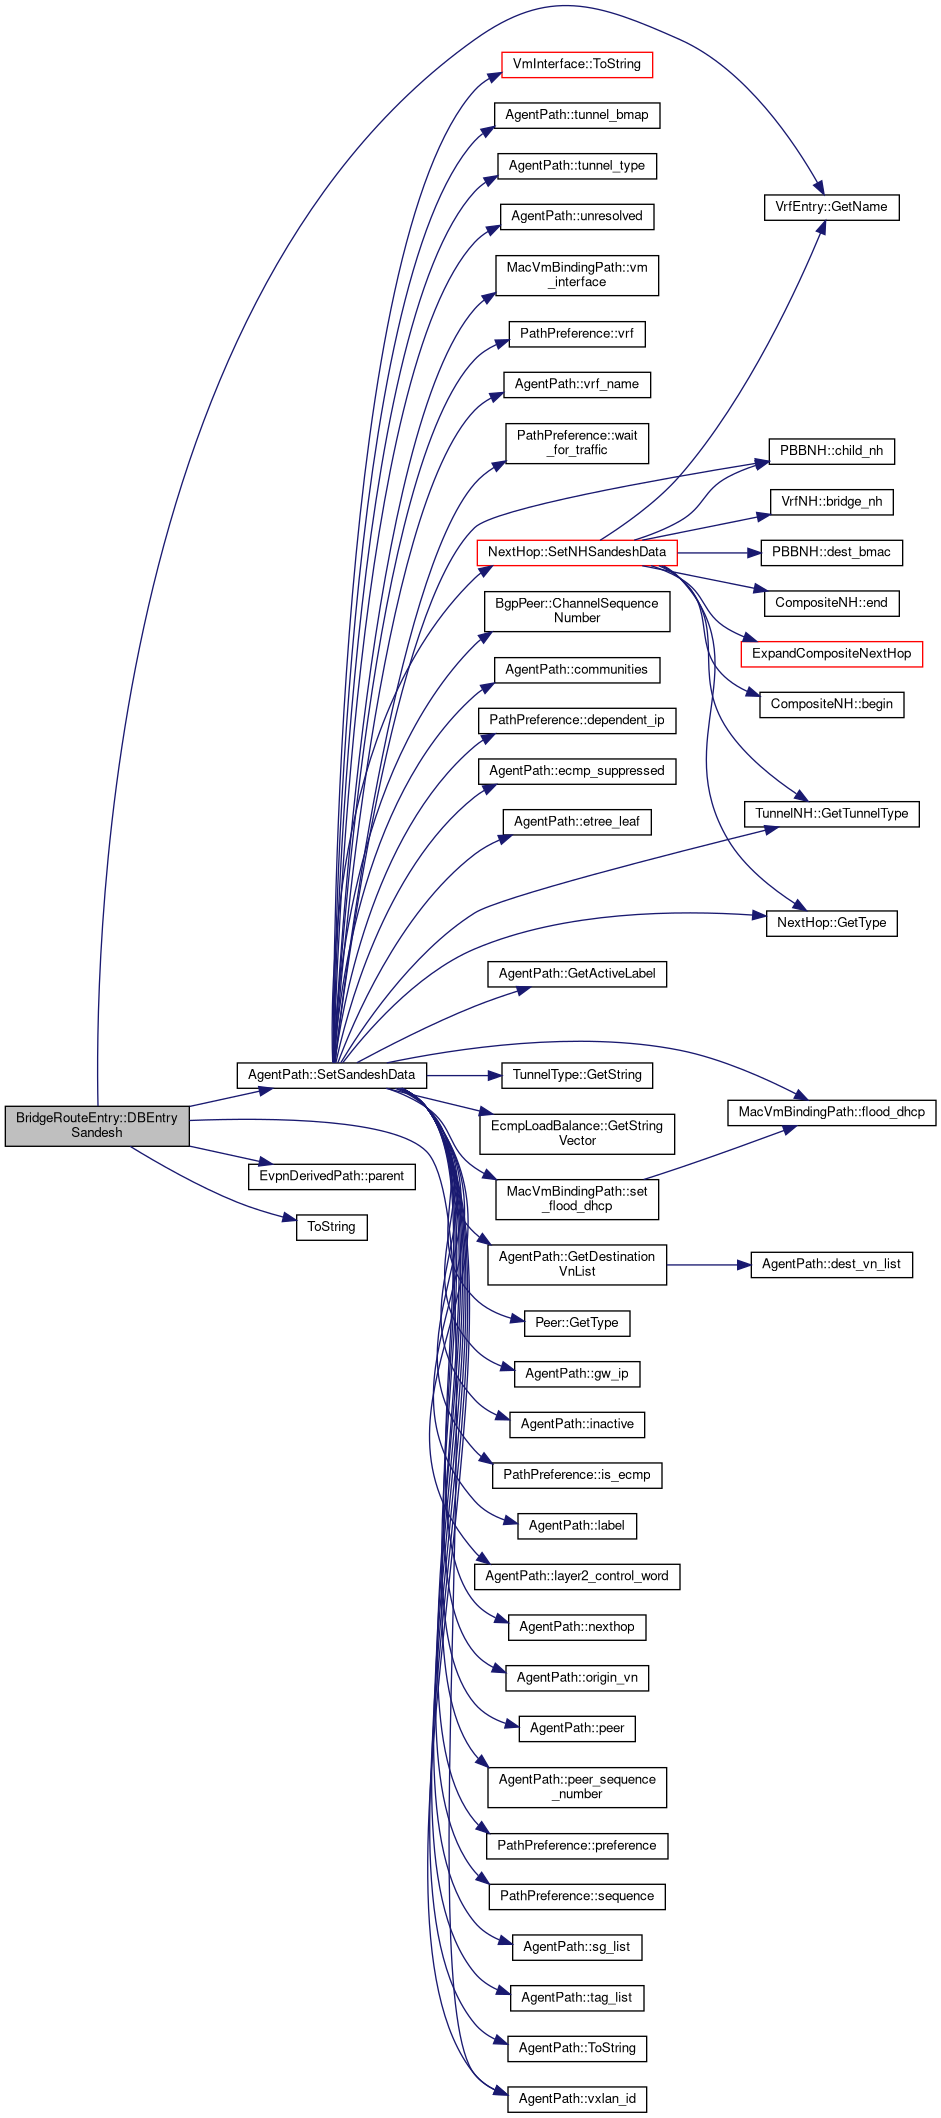 VmInterface::ToString
AgentPath::tunnel_bmap
AgentPath::tunnel_type
AgentPath::unresolved
VrfEntry::GetName
MacVmBindingPath::vm
_interface
PathPreference::vrf
AgentPath::vrf_name
PathPreference::wait
_for_traffic
PBBNH::child_nh
VrfNH::bridge_nh
NextHop::SetNHSandeshData
PBBNH::dest_bmac
BgpPeer::ChannelSequence
Number
CompositeNH::end
ExpandCompositeNextHop
AgentPath::communities
CompositeNH::begin
PathPreference::dependent_ip
AgentPath::ecmp_suppressed
AgentPath::etree_leaf
TunnelNH::GetTunnelType
NextHop::GetType
AgentPath::GetActiveLabel
AgentPath::SetSandeshData
TunnelType::GetString
MacVmBindingPath::flood_dhcp
BridgeRouteEntry::DBEntry
Sandesh
EcmpLoadBalance::GetString
Vector
EvpnDerivedPath::parent
MacVmBindingPath::set
_flood_dhcp
ToString
AgentPath::GetDestination
VnList
AgentPath::dest_vn_list
Peer::GetType
AgentPath::gw_ip
AgentPath::inactive
PathPreference::is_ecmp
AgentPath::label
AgentPath::layer2_control_word
AgentPath::nexthop
AgentPath::origin_vn
AgentPath::peer
AgentPath::peer_sequence
_number
PathPreference::preference
PathPreference::sequence
AgentPath::sg_list
AgentPath::tag_list
AgentPath::ToString
AgentPath::vxlan_id